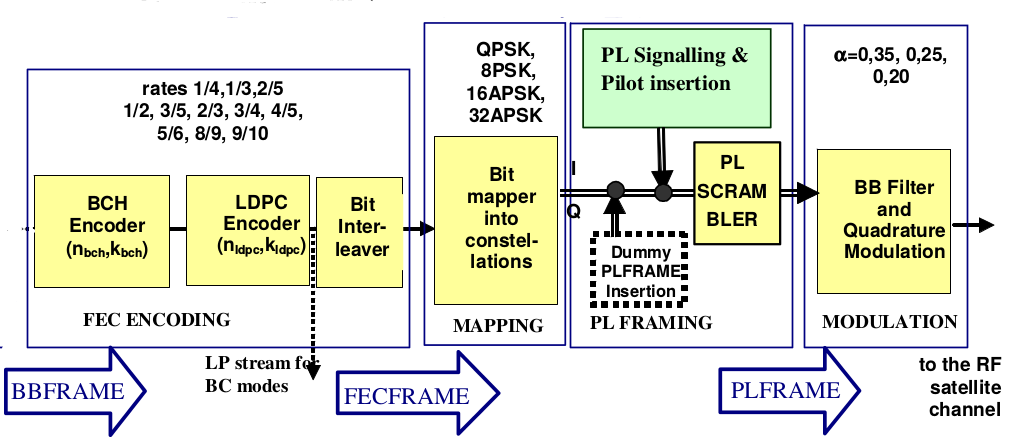 rates 1/4,1/3,2/5
1/2, 3/5, 2/3, 3/4, 4/5,
5/6, 8/9, 9/10
BCH
Encoder
(nbch,kbch)
LDPC
Encoder
(nldpc,kldpc)
Bit
Inter-
leaver
FEC ENCODING
QPSK,
8PSK,
16APSK,
32APSK
Bit
mapper
into
constel-
lations
MAPPING
PL Signalling &
Pilot insertion
I
Q
PL
SCRAM
BLER
Dummy
PLFRAME
Insertion
PL FRAMING
α=0,35, 0,25,
0,20
BB Filter
and
Quadrature
Modulation
MODULATION
BBFRAME
LP stream for
BC modes
FECFRAME
PLFRAME
to the RF
satellite
channel